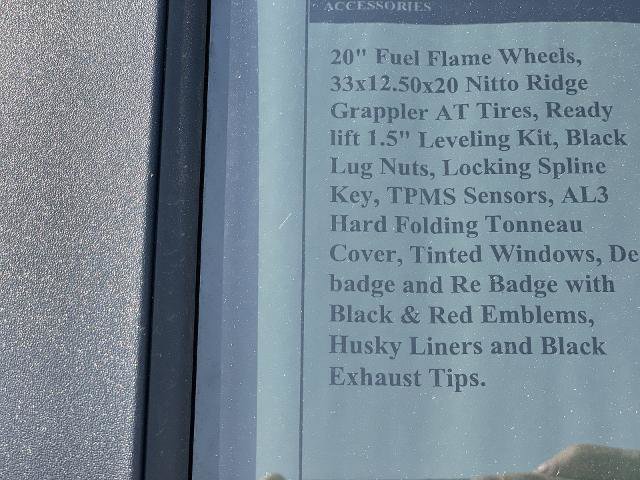 ACCESSORIES
20" Fuel Flame Wheels,
33x12.50x20 Nitto Ridge
Grappler AT Tires, Ready
lift 1.5" Leveling Kit, Black
Lug Nuts, Locking Spline
Key, TPMS Sensors, AL3
Hard Folding Tonneau
Cover, Tinted Windows, De
badge and Re Badge with
Black & Red Emblems,
Husky Liners and Black
Exhaust Tips.